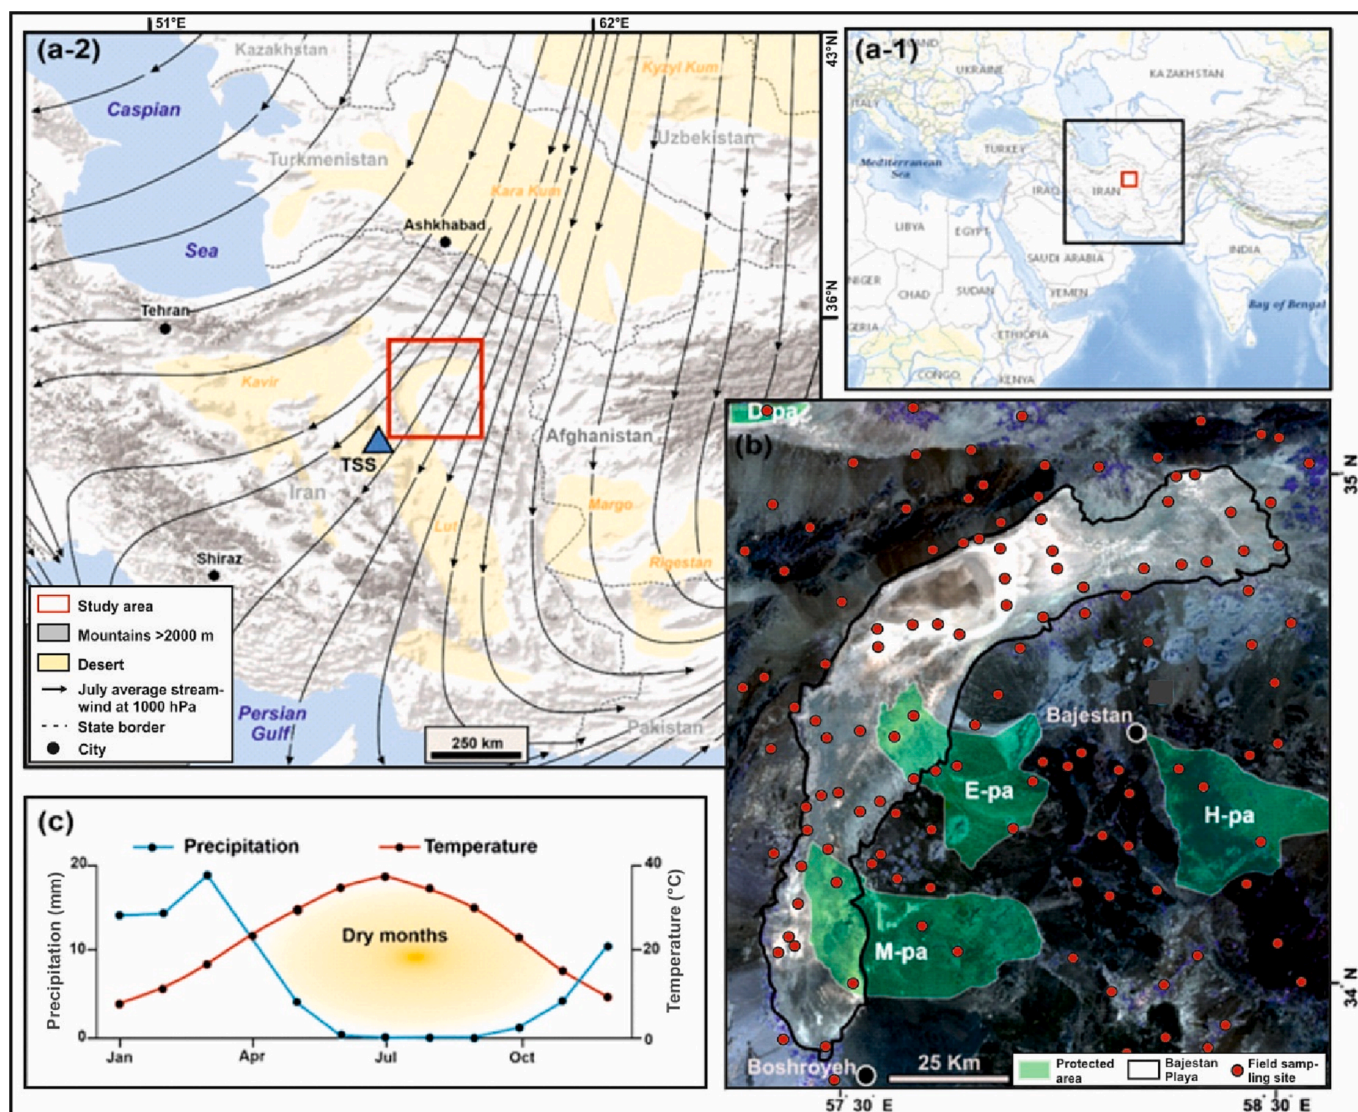 51°E
62°E
(a-2)
Kazakhstan
Kyzyl Kum
43°N
Caspian
Uzbekistan
Turkmenistan
Kara Kum
Ashkhabad
Sea
Tehran
36°N
Kavir
Afghanistan
TSS
Iran
Margo
Lut
Shiraz
Rigestan
Study area
Mountains >2000 m
Desert
July average stream-
wind at 1000 hPa
State border
City
Persian
Gulf
Pakistan
250 km
(a-1)
UKRAINE
KAZAKHSTAN
ITALY
TURKEY
Mediterranean
Sea
IRAQ
IRAN
LIBYA
EGYPT
SAUDI ARABIA
INDIA
NIGER
CHAD
SUDAN
YEMEN
Bay of Bengal
ERIA
ETHIOPIA
CONGO
KENYA
D-pa
(b)
35 N
Bajestan
E-pa
H-pa
M-pa
34 N
Boshroyeh
25 Km
Protected
area
Bajestan
Playa
Field samp-
ling site
57°30' E
58°30' E
(c)
Precipitation
Temperature
20
40
Precipitation (mm)
Temperature (°C)
Dry months
10
20
0
0
Jan
Apr
Jul
Oct